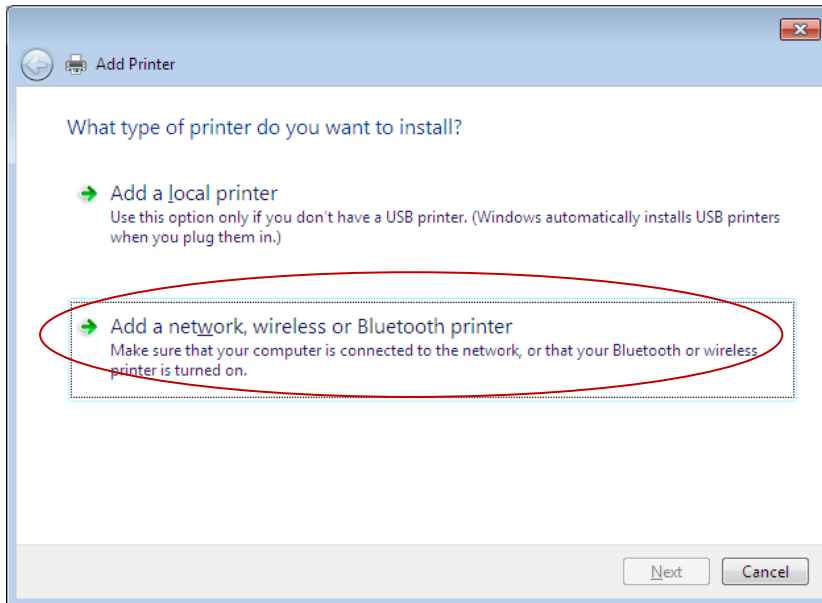 Add Printer
What type of printer do you want to install?
Add a local printer
Use this option only if you don't have a USB printer. (Windows automatically installs USB printers
when you plug them in.)
Add a network, wireless or Bluetooth printer
Make sure that your computer is connected to the network, or that your Bluetooth or wireless
printer is turned on.
Next
Cancel